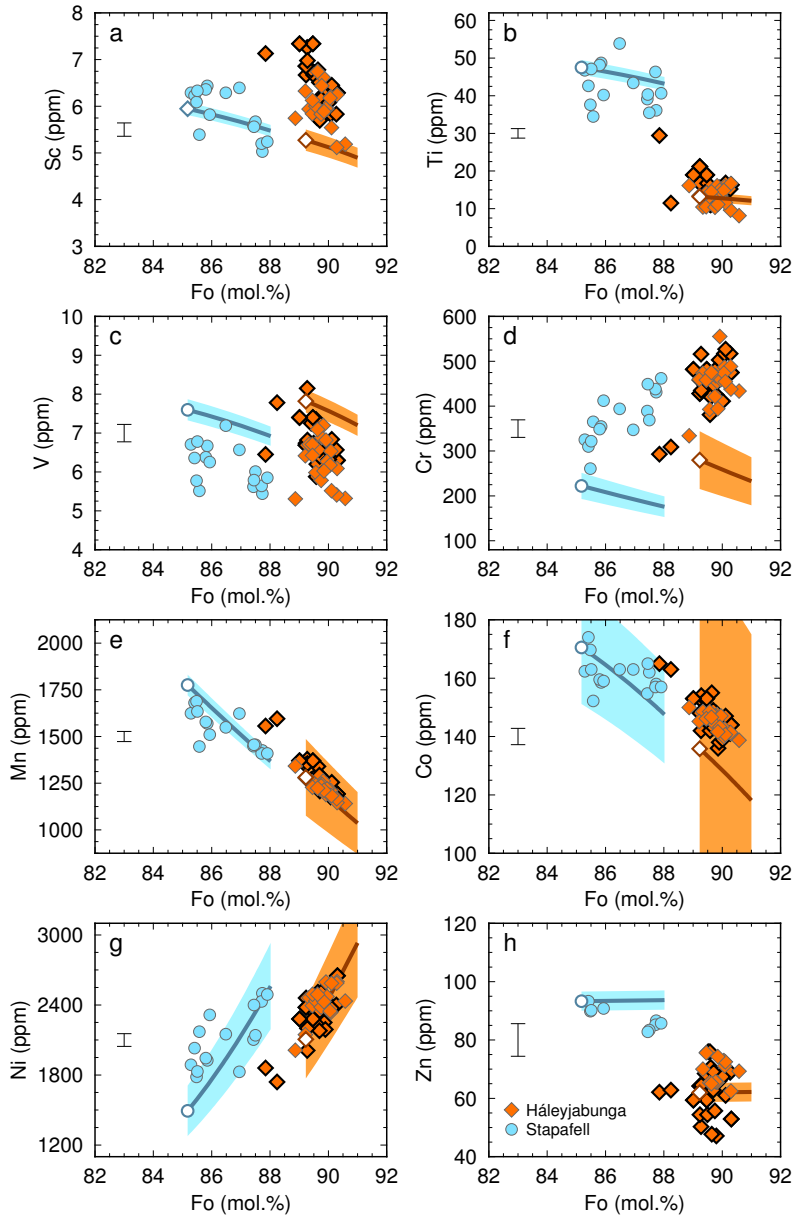 8
7
6
5
4
3
Sc (ppm)
a
82 84 86 88 90 92
Fo (mol.%)
60
50
40
30
20
10
0
Ti (ppm)
b
82 84 86 88 90 92
Fo (mol.%)
10
9
8
7
6
5
4
V (ppm)
c
82 84 86 88 90 92
Fo (mol.%)
600
500
400
300
200
100
Cr (ppm)
d
82 84 86 88 90 92
Fo (mol.%)
2000
1750
1500
1250
1000
Mn (ppm)
e
82 84 86 88 90 92
Fo (mol.%)
180
160
140
120
100
Co (ppm)
f
82 84 86 88 90 92
Fo (mol.%)
3000
2400
1800
1200
Ni (ppm)
g
82 84 86 88 90 92
Fo (mol.%)
120
100
80
60
40
Zn (ppm)
h
Háleyjabunga
Stapafell
82 84 86 88 90 92
Fo (mol.%)